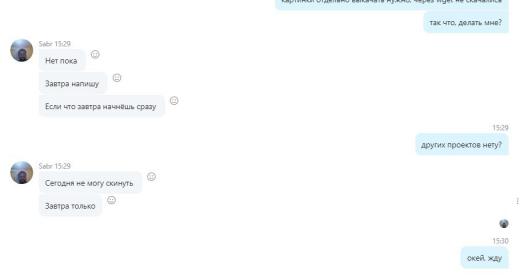 картинки отдельно выкачать нужно, через wget не скачались
так что, делать мне?
Sabr 15:29
Нет пока
Завтра напишу
Если что завтра начнёшь сразу
15:29
других проектов нету?
Sabr 15:29
Сегодня не могу скинуть
Завтра только
15:30
окей, жду